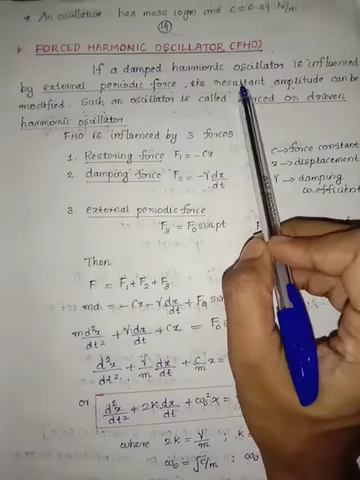 9. An oscillator has mass 10gm and C = 0.09 N/m
14
FORCED HARMONIC OSCILLATOR (FHO)
If a damped harmonic oscillator is influenced
by external periodic force, the resultant amplitude can be
modified. Such an oscillator is called forced or driven
harmonic oscillator
FHO is influenced by 3 forces
1. Restoring force F₁ = -Cx
C → force constant
x → displacement
2. damping force F₂ = -γ dx/dt
γ → damping
coefficient
3. external periodic force
F₃ = F₀ sin pt
Then
F = F₁ + F₂ + F₃
ma = -Cx - γ dx/dt + F₀ sin
m d²x/dt² + γ dx/dt + Cx = F₀
d²x/dt² + γ/m dx/dt + C/m x =
or d²x/dt² + 2k dx/dt + ω₀² x =
where 2k = γ/m ; k =
ω₀ = √C/m ; ω₀